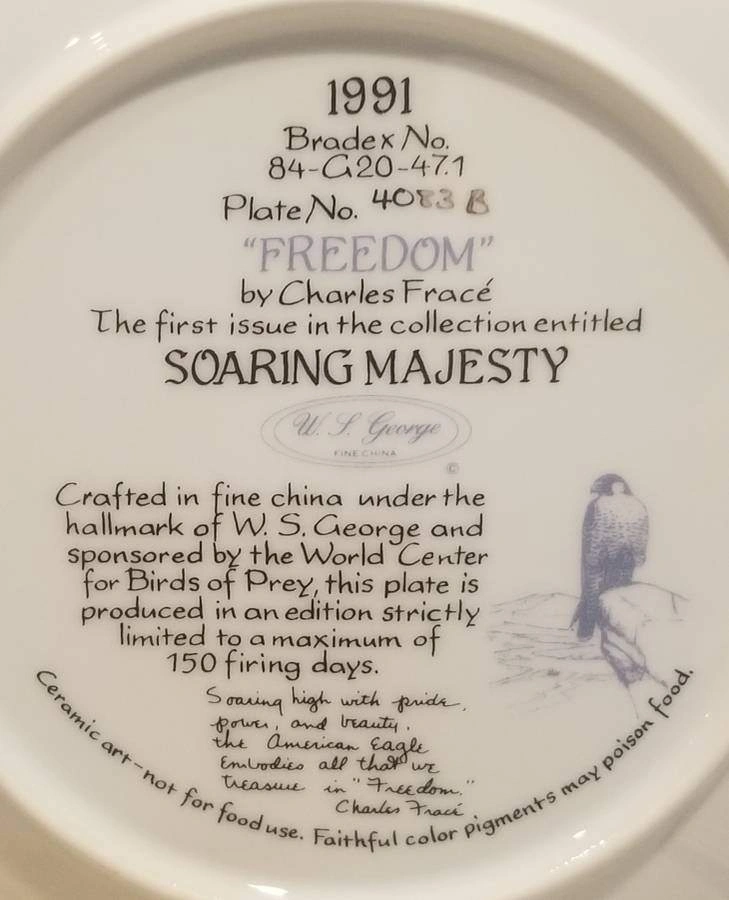 1991
Bradex No.
84-G20-47.1
Plate No. 4083 B
"FREEDOM"
by Charles Fracé
The first issue in the collection entitled
SOARING MAJESTY
W. S. George
FINE CHINA
©
Crafted in fine china under the
hallmark of W. S. George and
sponsored by the World Center
for Birds of Prey, this plate is
produced in an edition strictly
limited to a maximum of
150 firing days.
Soaring high with pride,
power, and beauty,
the American Eagle
Embodies all that we
treasure in "Freedom."
Charles Fracé
Ceramic art-not for food use. Faithful color pigments may poison food.